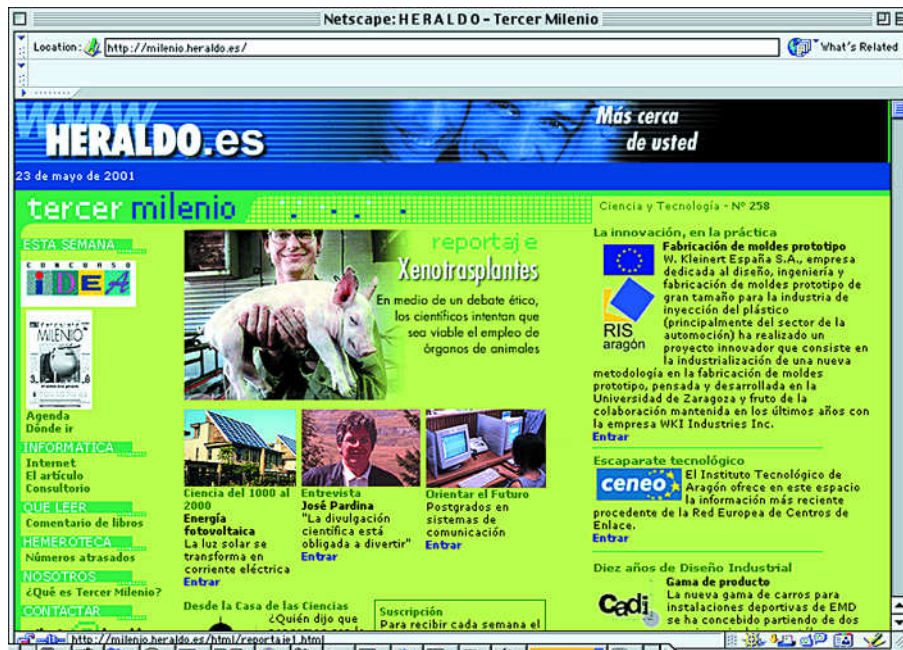 Netscape: HERALDO - Tercer Milenio
Location: http://milenio.heraldo.es/
What's Related
www
HERALDO.es
Más cerca
de usted
23 de mayo de 2001
tercer milenio
Ciencia y Tecnología - Nº 258
ESTA SEMANA
CONCURSO
iDEA
MILENIO
Agenda
Dónde ir
INFORMATICA
Internet
El artículo
Consultorio
QUE LEER
Comentario de libros
HEMEROTECA
Números atrasados
NOSOTROS
¿Qué es Tercer Milenio?
CONTACTAR
reportaje
Xenotrasplantes
En medio de un debate ético,
los científicos intentan que
sea viable el empleo de
órganos de animales
Ciencia del 1000 al
2000
Energía
fotovoltaica
La luz solar se
transforma en
corriente eléctrica
Entrar
Entrevista
José Pardina
"La divulgación
científica está
obligada a divertir"
Entrar
Orientar el Futuro
Postgrados en
sistemas de
comunicación
Entrar
Desde la Casa de las Ciencias
¿Quién dijo que
Suscripción
Para recibir cada semana el
La innovación, en la práctica
RIS
aragón
Fabricación de moldes prototipo
W. Kleinert España S.A., empresa
dedicada al diseño, ingeniería y
fabricación de moldes prototipo de
gran tamaño para la industria de
inyección del plástico
(principalmente del sector de la
automoción) ha realizado un
proyecto innovador que consiste en
la industrialización de una nueva
metodología en la fabricación de moldes
prototipo, pensada y desarrollada en la
Universidad de Zaragoza y fruto de la
colaboración mantenida en los últimos años con
la empresa WKI Industries Inc.
Entrar
Escaparate tecnológico
ceneo
El Instituto Tecnológico de
Aragón ofrece en este espacio
la información más reciente
procedente de la Red Europea de Centros de
Enlace.
Entrar
Diez años de Diseño Industrial
Cadi
Gama de producto
La nueva gama de carros para
instalaciones deportivas de EMD
se ha concebido partiendo de dos
http://milenio.heraldo.es/html/reportaje1.html